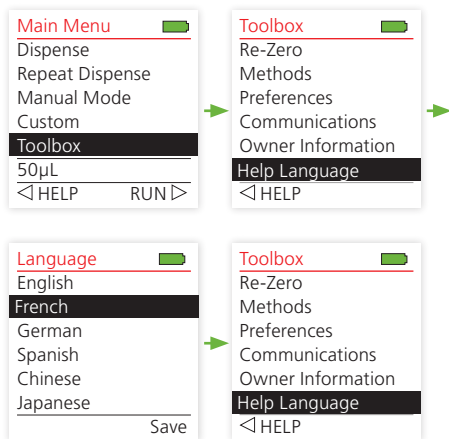 Main Menu
Dispense
Repeat Dispense
Manual Mode
Custom
Toolbox
50µL
HELP RUN
Toolbox
Re-Zero
Methods
Preferences
Communications
Owner Information
Help Language
HELP
Language
English
French
German
Spanish
Chinese
Japanese
Save
Toolbox
Re-Zero
Methods
Preferences
Communications
Owner Information
Help Language
HELP